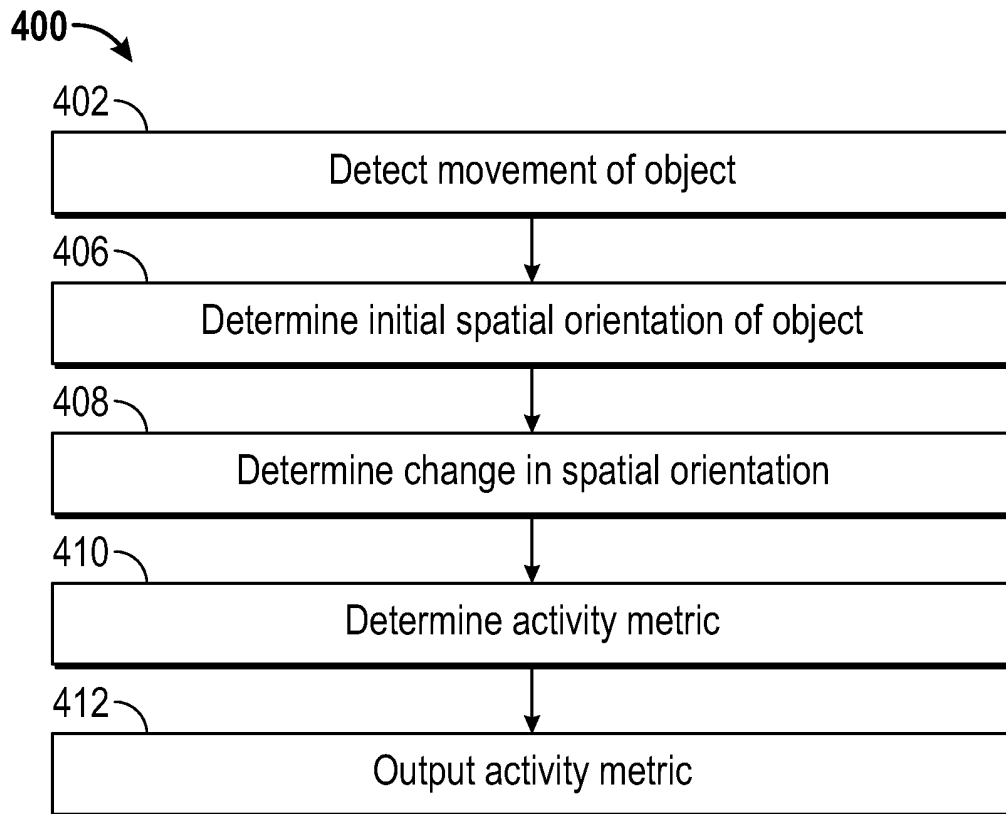 400
402
Detect movement of object
406
Determine initial spatial orientation of object
408
Determine change in spatial orientation
410
Determine activity metric
412
Output activity metric